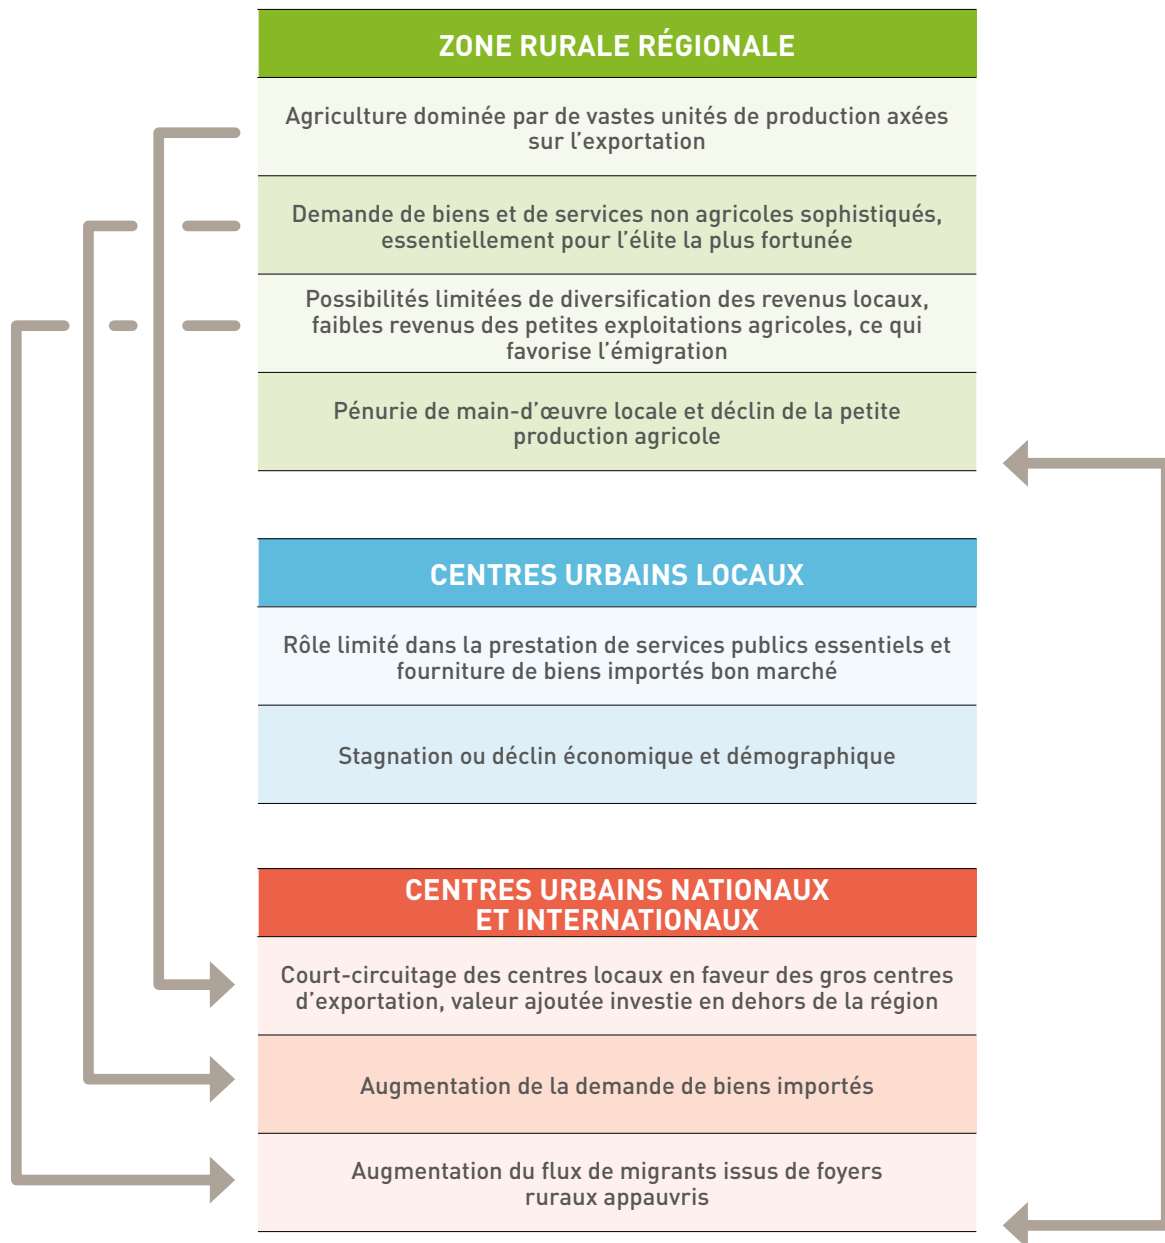 ZONE RURALE RÉGIONALE
Agriculture dominée par de vastes unités de production axées
sur l’exportation
Demande de biens et de services non agricoles sophistiqués,
essentiellement pour l’élite la plus fortunée
Possibilités limitées de diversification des revenus locaux,
faibles revenus des petites exploitations agricoles, ce qui
favorise l’émigration
Pénurie de main-d’œuvre locale et déclin de la petite
production agricole
CENTRES URBAINS LOCAUX
Rôle limité dans la prestation de services publics essentiels et
fourniture de biens importés bon marché
Stagnation ou déclin économique et démographique
CENTRES URBAINS NATIONAUX
ET INTERNATIONAUX
Court-circuitage des centres locaux en faveur des gros centres
d’exportation, valeur ajoutée investie en dehors de la région
Augmentation de la demande de biens importés
Augmentation du flux de migrants issus de foyers
ruraux appauvris